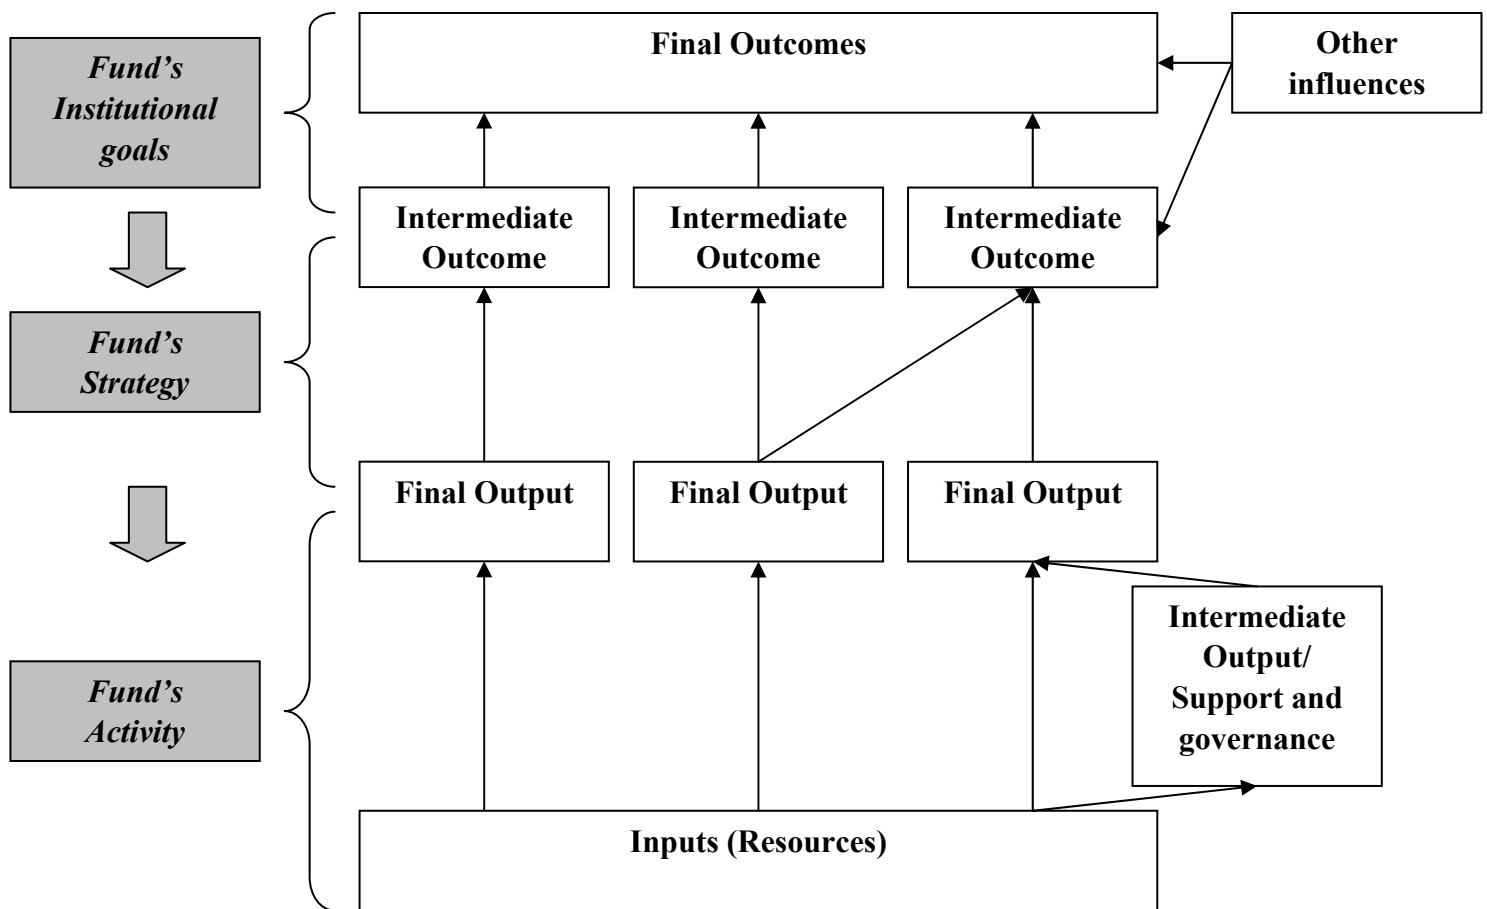 Fund’s
Institutional
goals
Final Outcomes
Other
influences
Intermediate
Outcome
Intermediate
Outcome
Intermediate
Outcome
Fund’s
Strategy
Final Output
Final Output
Final Output
Fund’s
Activity
Intermediate
Output/
Support and
governance
Inputs (Resources)